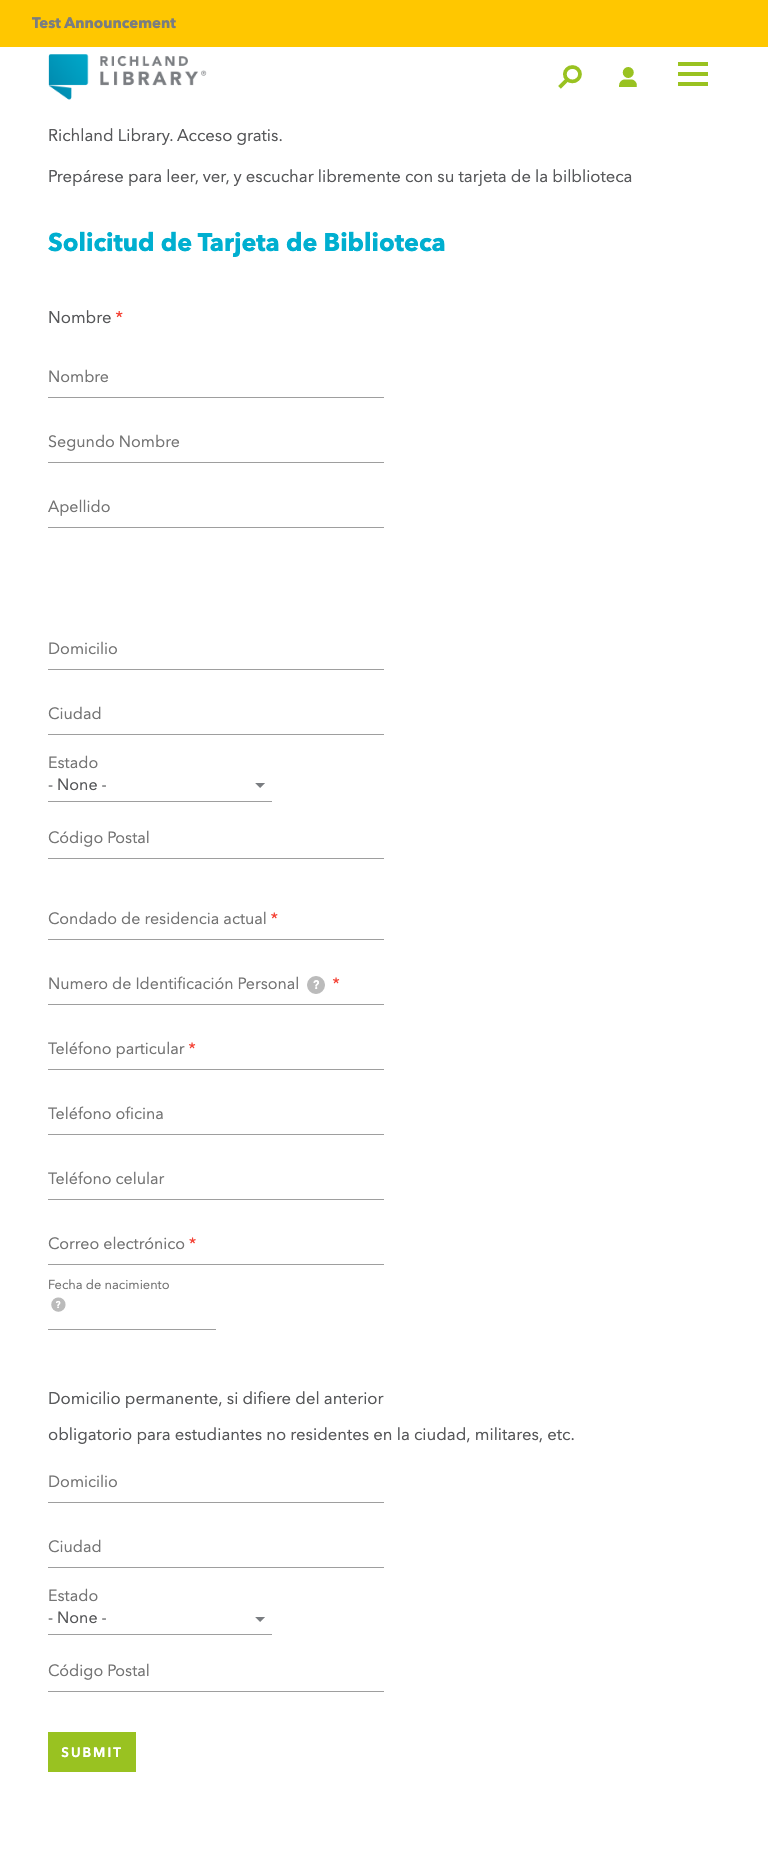 Test Announcement
RICHLAND
LIBRARY®
Richland Library. Acceso gratis.
Prepárese para leer, ver, y escuchar libremente con su tarjeta de la bilblioteca
Solicitud de Tarjeta de Biblioteca
Nombre *
Nombre
Segundo Nombre
Apellido
Domicilio
Ciudad
Estado
- None -
Código Postal
Condado de residencia actual *
Numero de Identificación Personal ? *
Teléfono particular *
Teléfono oficina
Teléfono celular
Correo electrónico *
Fecha de nacimiento
?
Domicilio permanente, si difiere del anterior
obligatorio para estudiantes no residentes en la ciudad, militares, etc.
Domicilio
Ciudad
Estado
- None -
Código Postal
SUBMIT